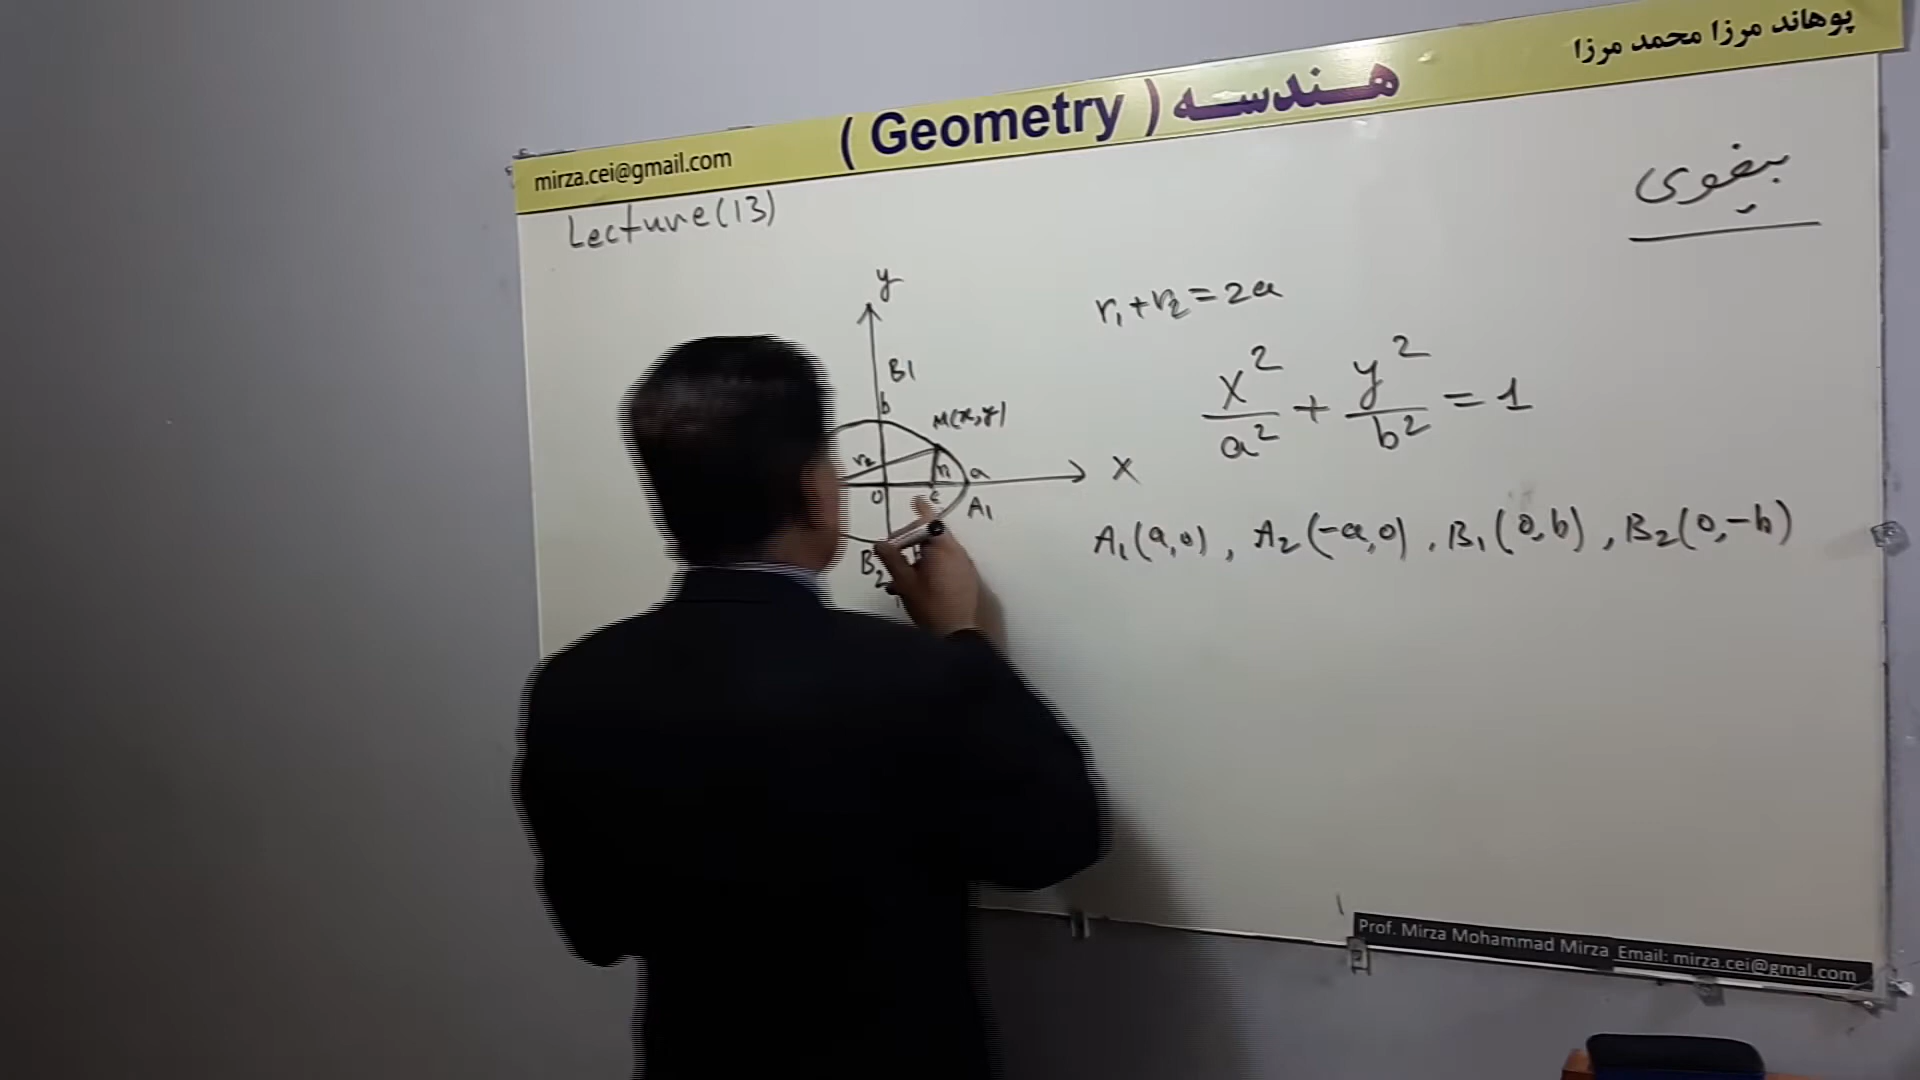 پوهاند مرزا محمد مرزا
هندسه ( Geometry )
mirza.cei@gmail.com
Lecture (13)
بیضوی
y
r₁+r₂=2a
B1
b
M(x,y)
x²/a² + y²/b² = 1
r₂ r₁ a
X
O c
A₁
A₁(a,0), A₂(-a,0), B₁(0,b), B₂(0,-b)
B₂
Prof. Mirza Mohammad Mirza Email: mirza.cei@gmal.com